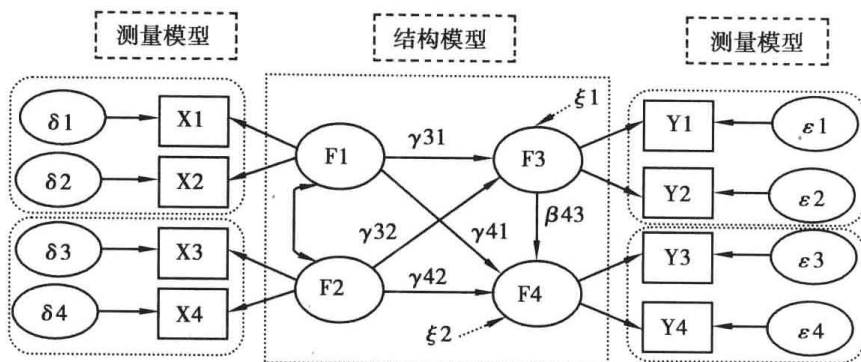 测量模型 结构模型 测量模型
δ1 X1 F1 γ31 F3 ξ1 Y1 ε1
δ2 X2 Y2 ε2
γ32 γ41 β43
δ3 X3 Y3 ε3
F2 γ42 F4
δ4 X4 ξ2 Y4 ε4